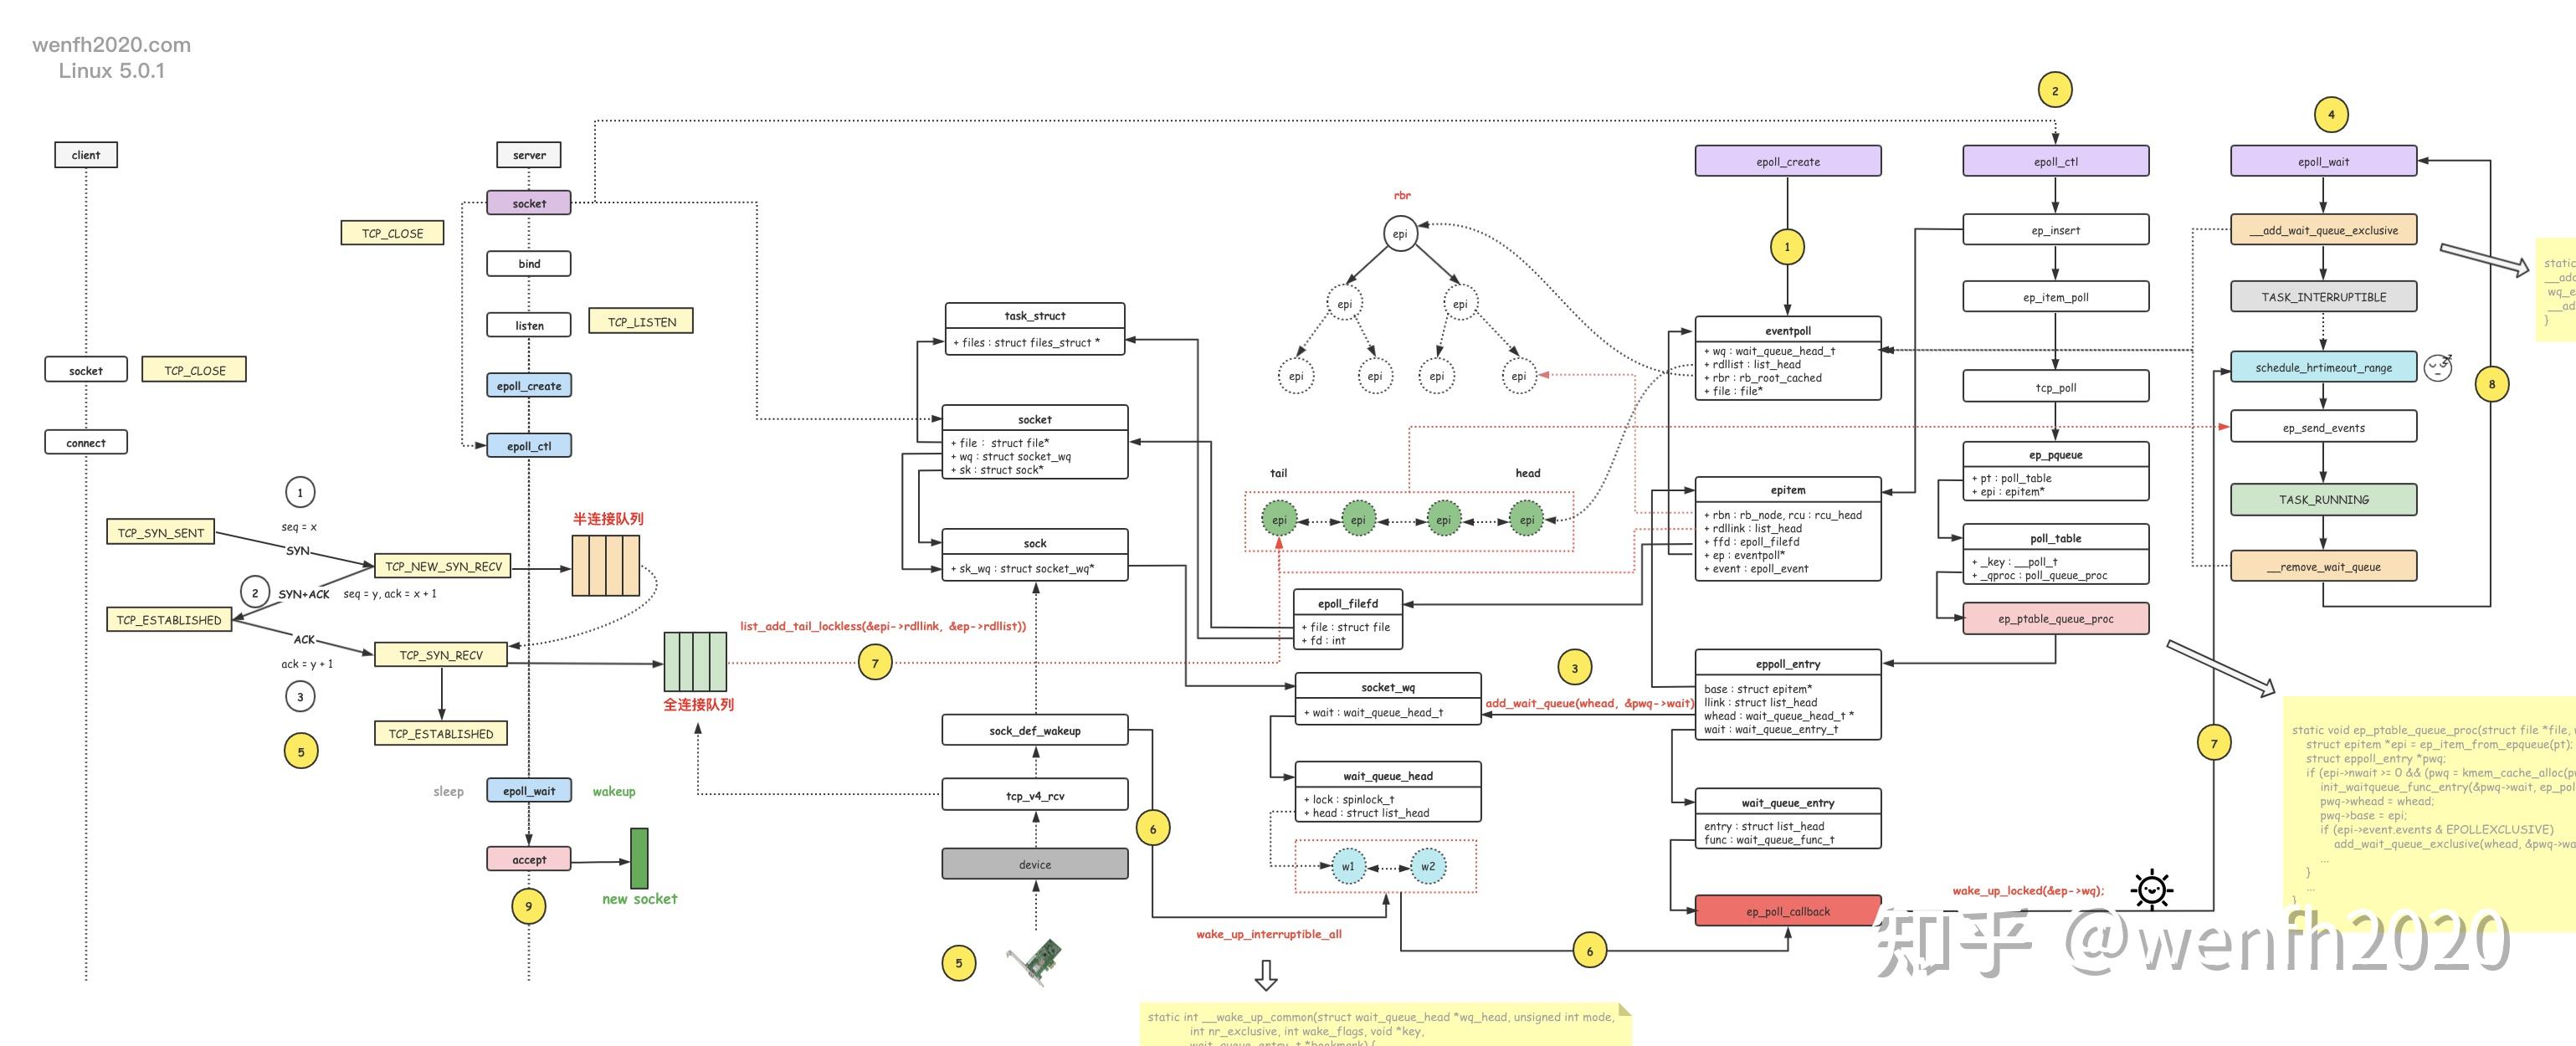 wenfh2020.com
Linux 5.0.1
client
socket
TCP_CLOSE
connect
1
seq = x
SYN
TCP_SYN_SENT
TCP_NEW_SYN_RECV
半连接队列
2
SYN+ACK
seq = y, ack = x + 1
TCP_ESTABLISHED
ACK
ack = y + 1
TCP_SYN_RECV
3
5
TCP_ESTABLISHED
全连接队列
server
socket
TCP_CLOSE
bind
listen
TCP_LISTEN
epoll_create
epoll_ctl
sleep
epoll_wait
wakeup
accept
new socket
9
list_add_tail_lockless(&epi->rdllink, &ep->rdllist))
7
task_struct
+ files : struct files_struct *
socket
+ file : struct file*
+ wq : struct socket_wq
+ sk : struct sock*
sock
+ sk_wq : struct socket_wq*
sock_def_wakeup
tcp_v4_rcv
device
5
6
wake_up_interruptible_all
rbr
epi
epi
epi
epi
epi
epi
epi
tail
head
epi
epi
epi
epi
epoll_filefd
+ file : struct file
+ fd : int
socket_wq
+ wait : wait_queue_head_t
wait_queue_head
+ lock : spinlock_t
+ head : struct list_head
w1
w2
3
add_wait_queue(whead, &pwq->wait)
6
epoll_create
1
eventpoll
+ wq : wait_queue_head_t
+ rdllist : list_head
+ rbr : rb_root_cached
+ file : file*
epitem
+ rbn : rb_node, rcu : rcu_head
+ rdllink : list_head
+ ffd : epoll_filefd
+ ep : eventpoll*
+ event : epoll_event
eppoll_entry
base : struct epitem*
llink : struct list_head
whead : wait_queue_head_t *
wait : wait_queue_entry_t
wait_queue_entry
entry : struct list_head
func : wait_queue_func_t
ep_poll_callback
wake_up_locked(&ep->wq);
2
epoll_ctl
ep_insert
ep_item_poll
tcp_poll
ep_pqueue
+ pt : poll_table
+ epi : epitem*
poll_table
+ _key : __poll_t
+ _qproc : poll_queue_proc
ep_ptable_queue_proc
4
epoll_wait
__add_wait_queue_exclusive
TASK_INTERRUPTIBLE
schedule_hrtimeout_range
ep_send_events
TASK_RUNNING
__remove_wait_queue
8
7
static
__add
wq_e
__ad
}
static void ep_ptable_queue_proc(struct file *file,
struct epitem *epi = ep_item_from_epqueue(pt);
struct eppoll_entry *pwq;
if (epi->nwait >= 0 && (pwq = kmem_cache_alloc(p
init_waitqueue_func_entry(&pwq->wait, ep_pol
pwq->whead = whead;
pwq->base = epi;
if (epi->event.events & EPOLLEXCLUSIVE)
add_wait_queue_exclusive(whead, &pwq->wa
...
}
...
}
知乎 @wenfh2020
static int __wake_up_common(struct wait_queue_head *wq_head, unsigned int mode,
int nr_exclusive, int wake_flags, void *key,
wait_queue_entry_t *bookmark) {